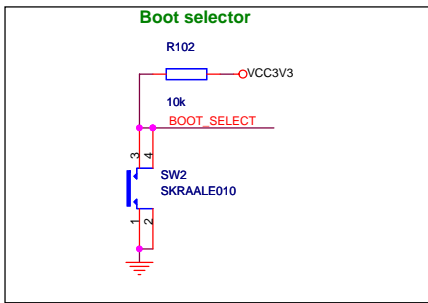 Boot selector
R102
VCC3V3
10k
BOOT_SELECT
3
4
SW2
SKRAALE010
1
2